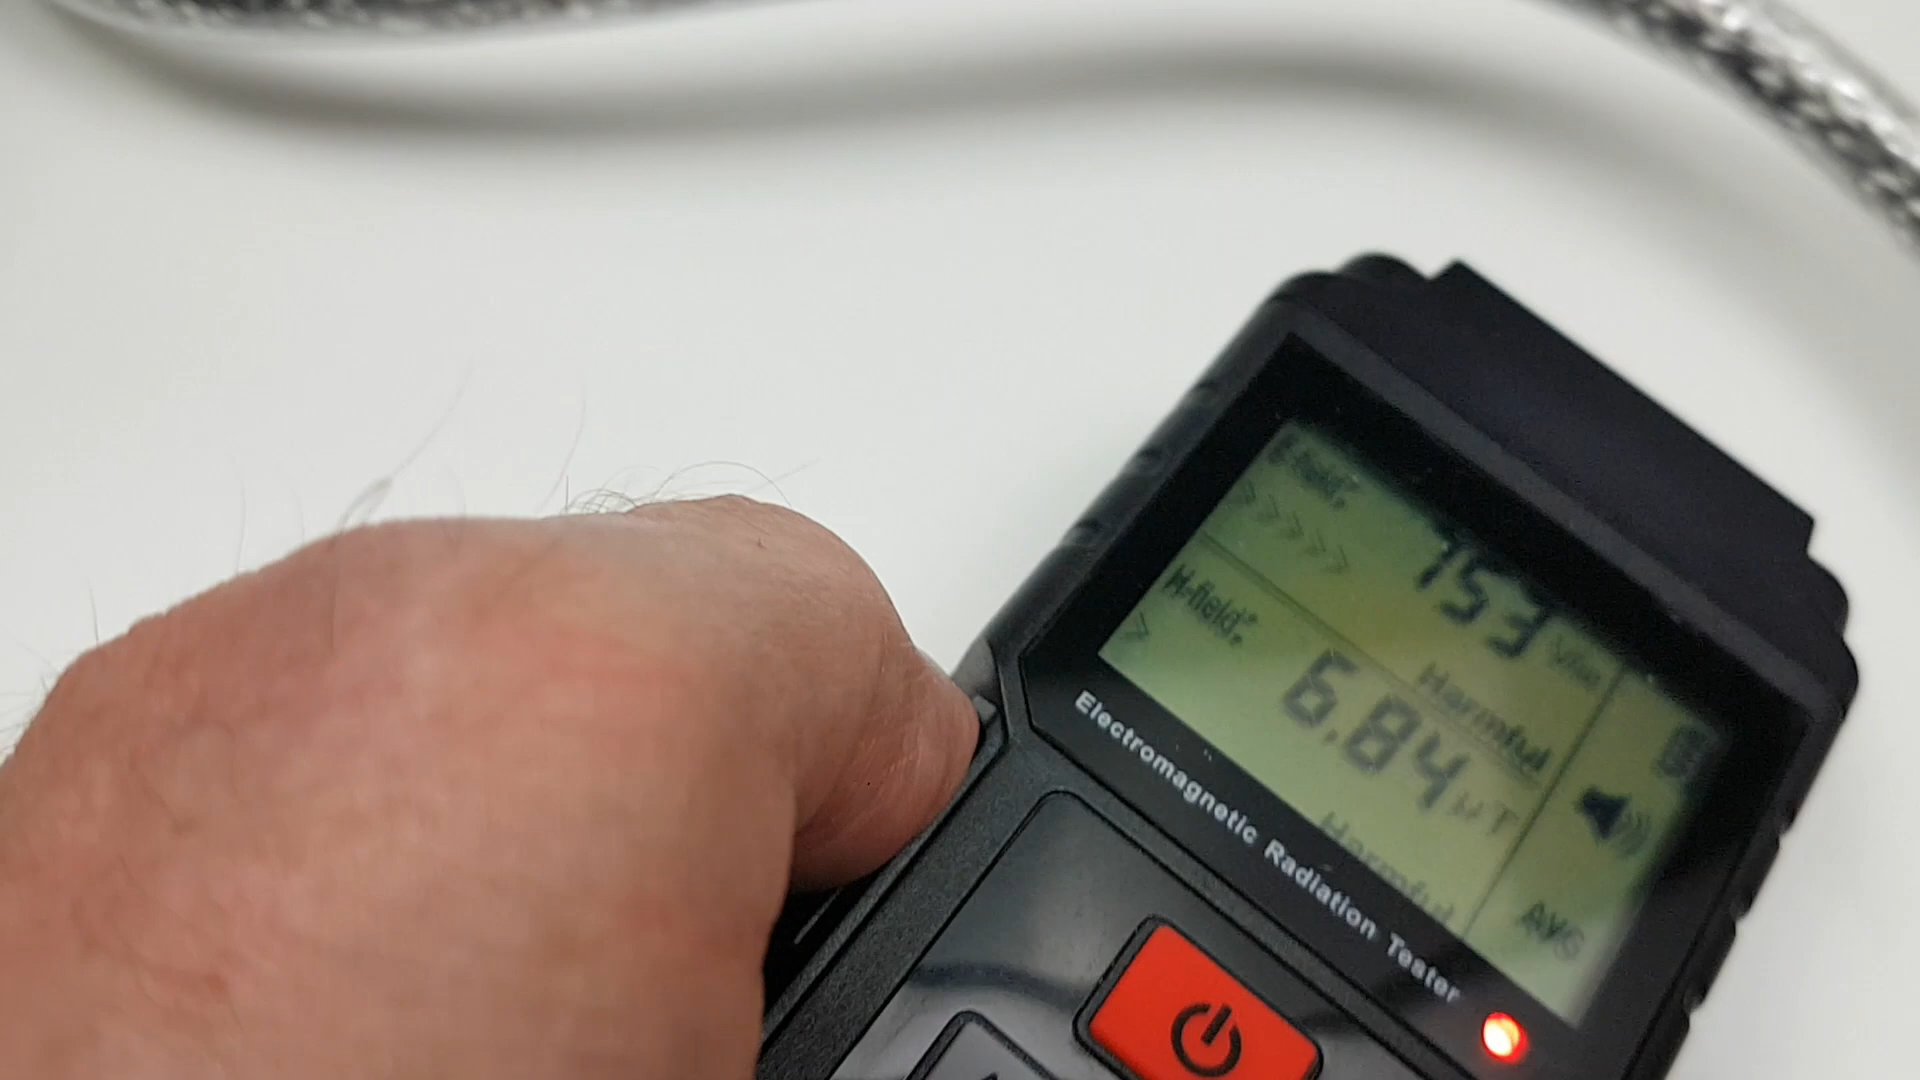 E-field:
753 V/m
Harmful
H-field:
6.84 μT
Harmful
AVG
Electromagnetic Radiation Tester